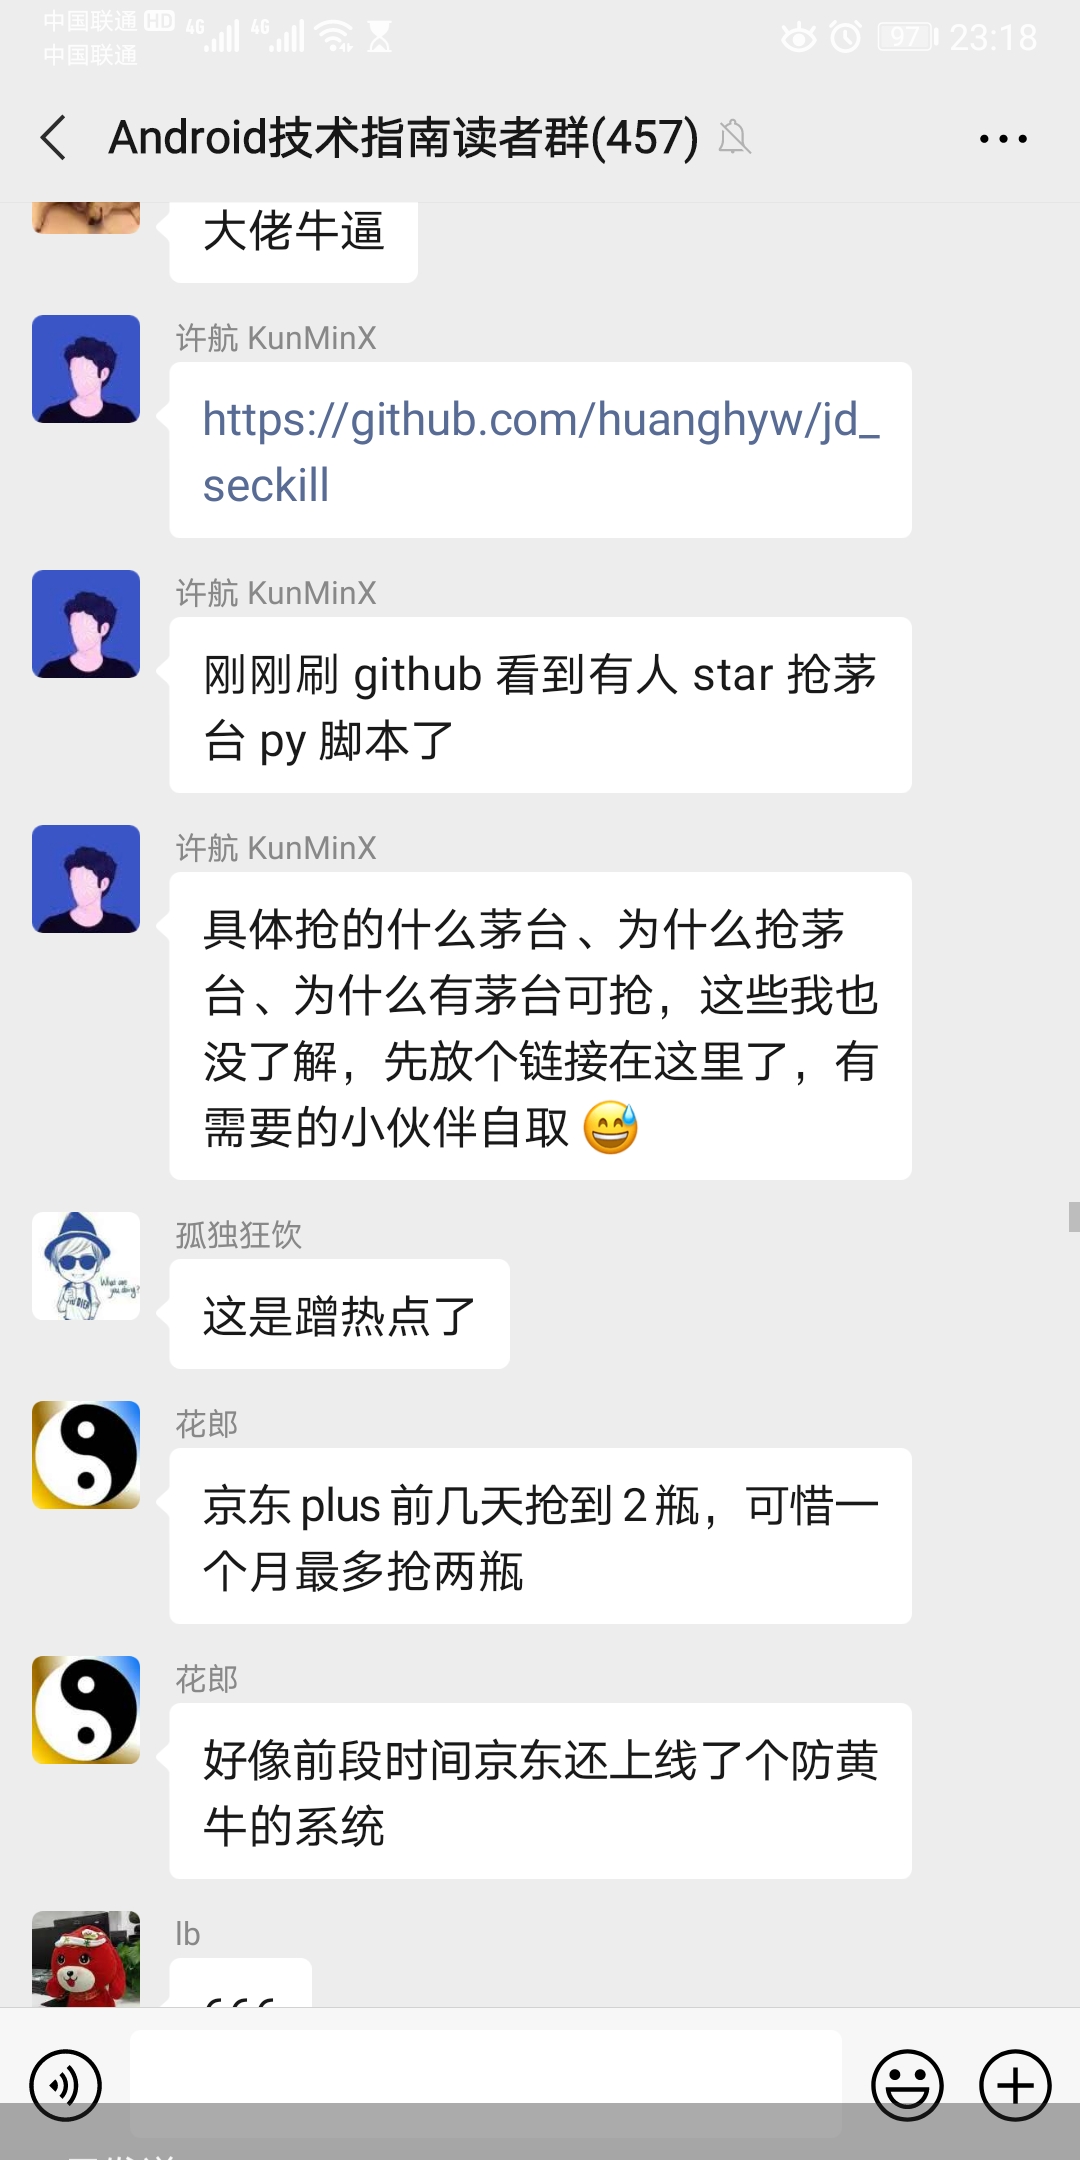 中国联通 HD 4G 4G 97 23:18
中国联通
Android技术指南读者群(457)
大佬牛逼
许航 KunMinX
https://github.com/huanghyw/jd_
seckill
许航 KunMinX
刚刚刷 github 看到有人 star 抢茅
台 py 脚本了
许航 KunMinX
具体抢的什么茅台、为什么抢茅
台、为什么有茅台可抢，这些我也
没了解，先放个链接在这里了，有
需要的小伙伴自取 😅
孤独狂饮
这是蹭热点了
花郎
京东 plus 前几天抢到 2 瓶，可惜一
个月最多抢两瓶
花郎
好像前段时间京东还上线了个防黄
牛的系统
lb